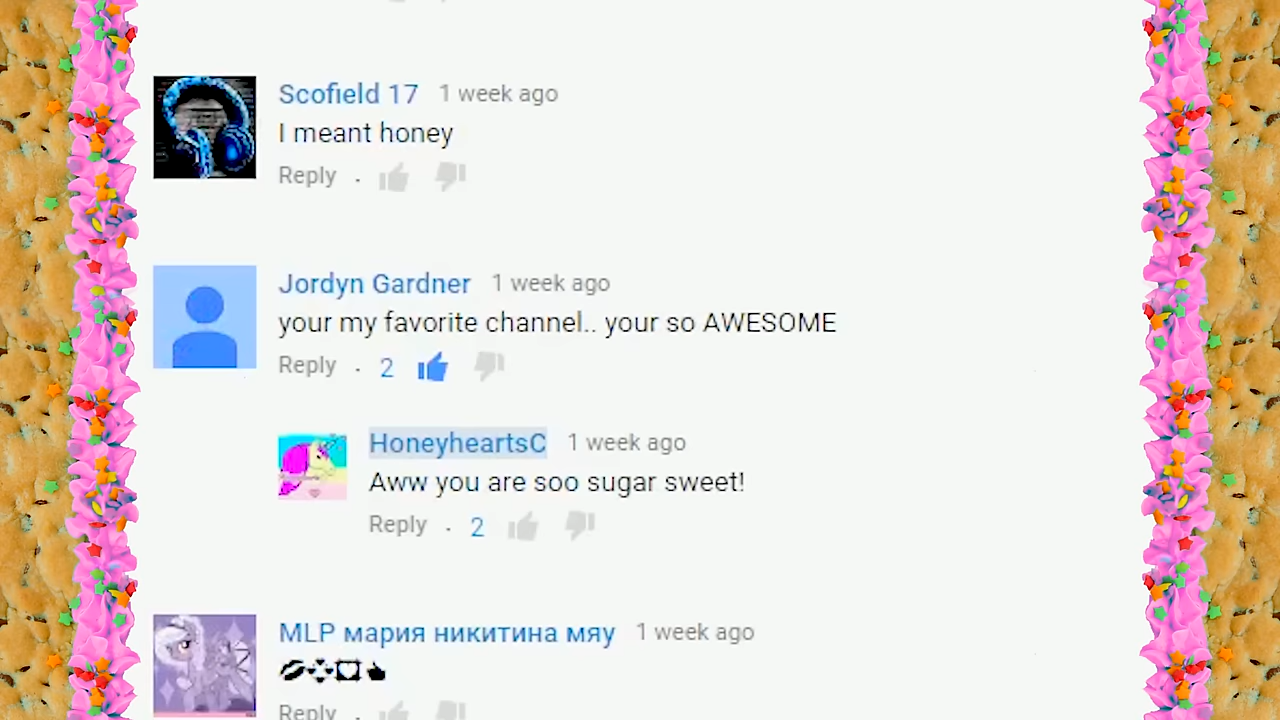 Scofield 17 1 week ago
I meant honey
Reply .
Jordyn Gardner 1 week ago
your my favorite channel.. your so AWESOME
Reply . 2
HoneyheartsC 1 week ago
Aww you are soo sugar sweet!
Reply . 2
MLP мария никитина мяу 1 week ago
Reply .